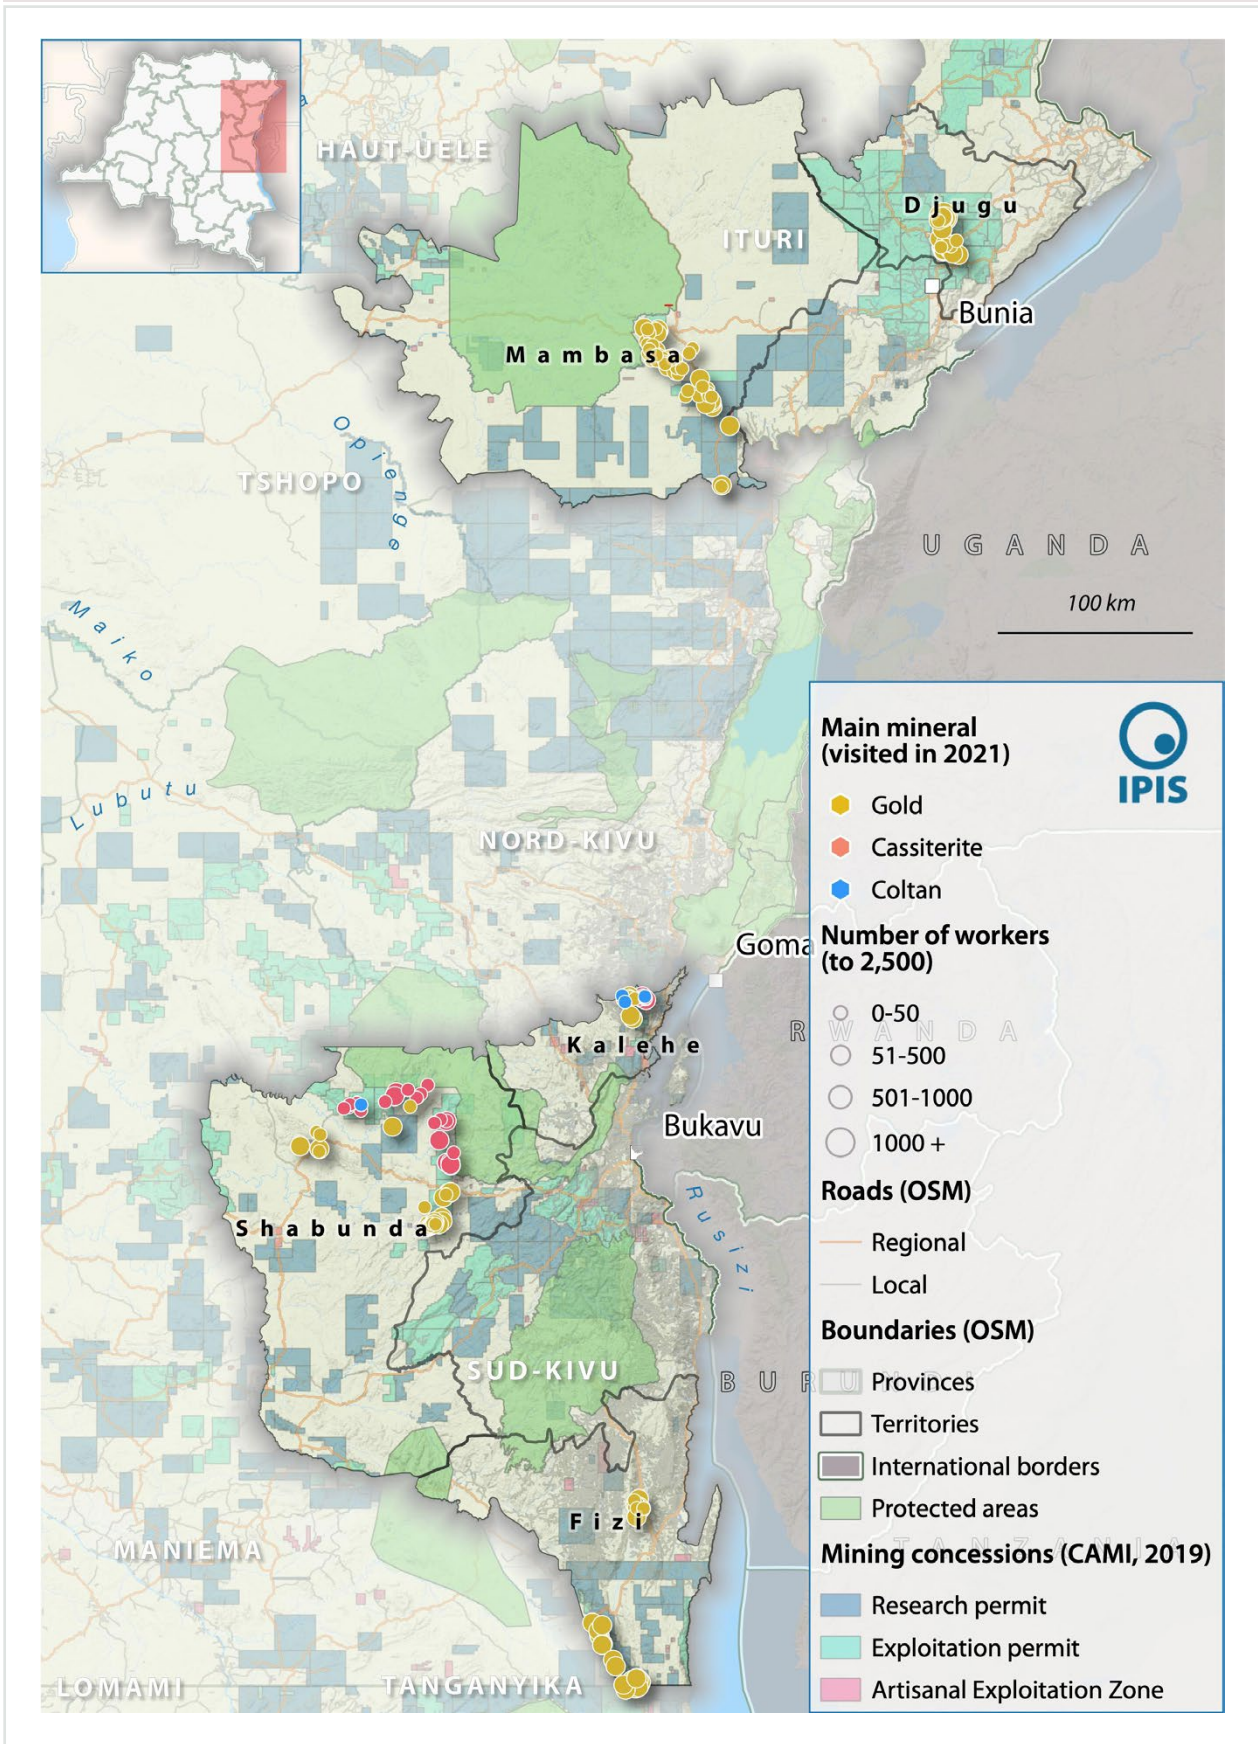 HAUT-UELE
Djugu
ITURI
Bunia
Mambasa
Opienge
TSHOPO
UGANDA
100 km
Maiko
Lubutu
NORD-KIVU
Goma
Kalehe
RWANDA
Bukavu
Rusizi
Shabunda
SUD-KIVU
BURUNDI
Fizi
MANIEMA
TANZANIA
LOMAMI
TANGANYIKA
Main mineral
(visited in 2021)
IPIS
Gold
Cassiterite
Coltan
Number of workers
(to 2,500)
0-50
51-500
501-1000
1000 +
Roads (OSM)
Regional
Local
Boundaries (OSM)
Provinces
Territories
International borders
Protected areas
Mining concessions (CAMI, 2019)
Research permit
Exploitation permit
Artisanal Exploitation Zone